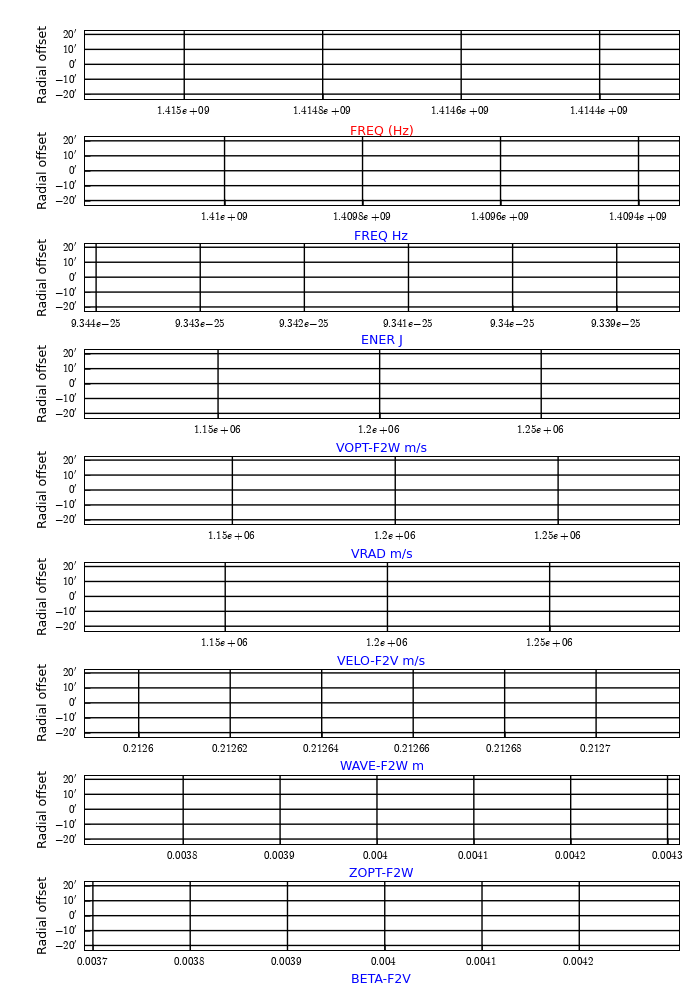 Radial offset
20′
10′
0′
−10′
−20′
1.415e+09 1.4148e+09 1.4146e+09 1.4144e+09
FREQ (Hz)
Radial offset
20′
10′
0′
−10′
−20′
1.41e+09 1.4098e+09 1.4096e+09 1.4094e+09
FREQ Hz
Radial offset
20′
10′
0′
−10′
−20′
9.344e−25 9.343e−25 9.342e−25 9.341e−25 9.34e−25 9.339e−25
ENER J
Radial offset
20′
10′
0′
−10′
−20′
1.15e+06 1.2e+06 1.25e+06
VOPT-F2W m/s
Radial offset
20′
10′
0′
−10′
−20′
1.15e+06 1.2e+06 1.25e+06
VRAD m/s
Radial offset
20′
10′
0′
−10′
−20′
1.15e+06 1.2e+06 1.25e+06
VELO-F2V m/s
Radial offset
20′
10′
0′
−10′
−20′
0.2126 0.21262 0.21264 0.21266 0.21268 0.2127
WAVE-F2W m
Radial offset
20′
10′
0′
−10′
−20′
0.0038 0.0039 0.004 0.0041 0.0042 0.0043
ZOPT-F2W
Radial offset
20′
10′
0′
−10′
−20′
0.0037 0.0038 0.0039 0.004 0.0041 0.0042
BETA-F2V